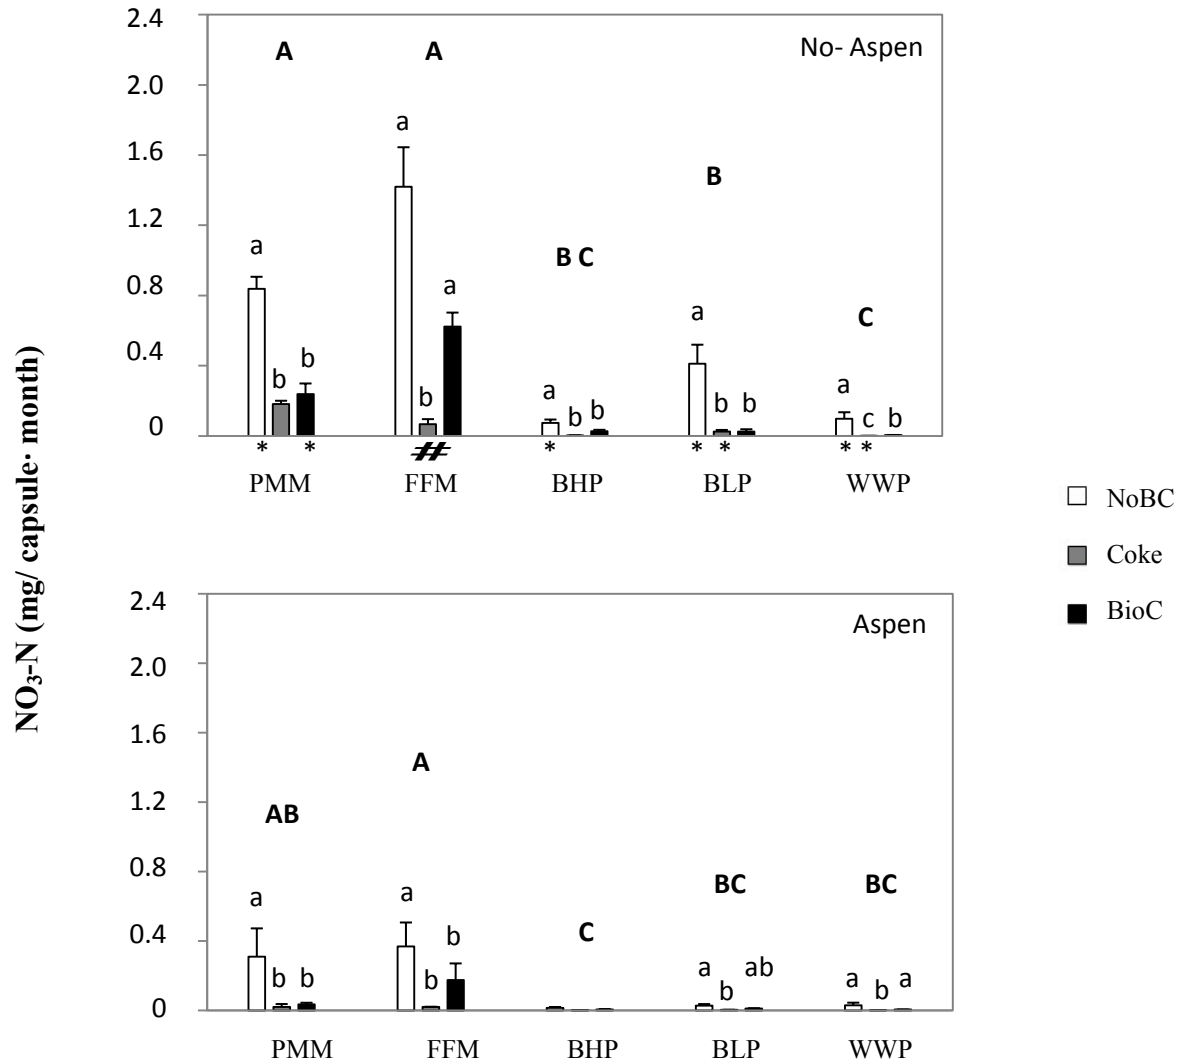 2.4
No- Aspen
A A
2.0
a
1.6
B
1.2
a
B C
0.8
a
a
C
0.4
b
b
a
a
b
b b
a
b b
c b
0
* * # * * * * *
PMM FFM BHP BLP WWP
NO₃-N (mg/ capsule· month)
NoBC
Coke
BioC
2.4
Aspen
2.0
1.6
A
1.2
AB
0.8
BC BC
a
a
C
0.4
b
a
ab
b b
b
b
a
b
a
0
PMM FFM BHP BLP WWP